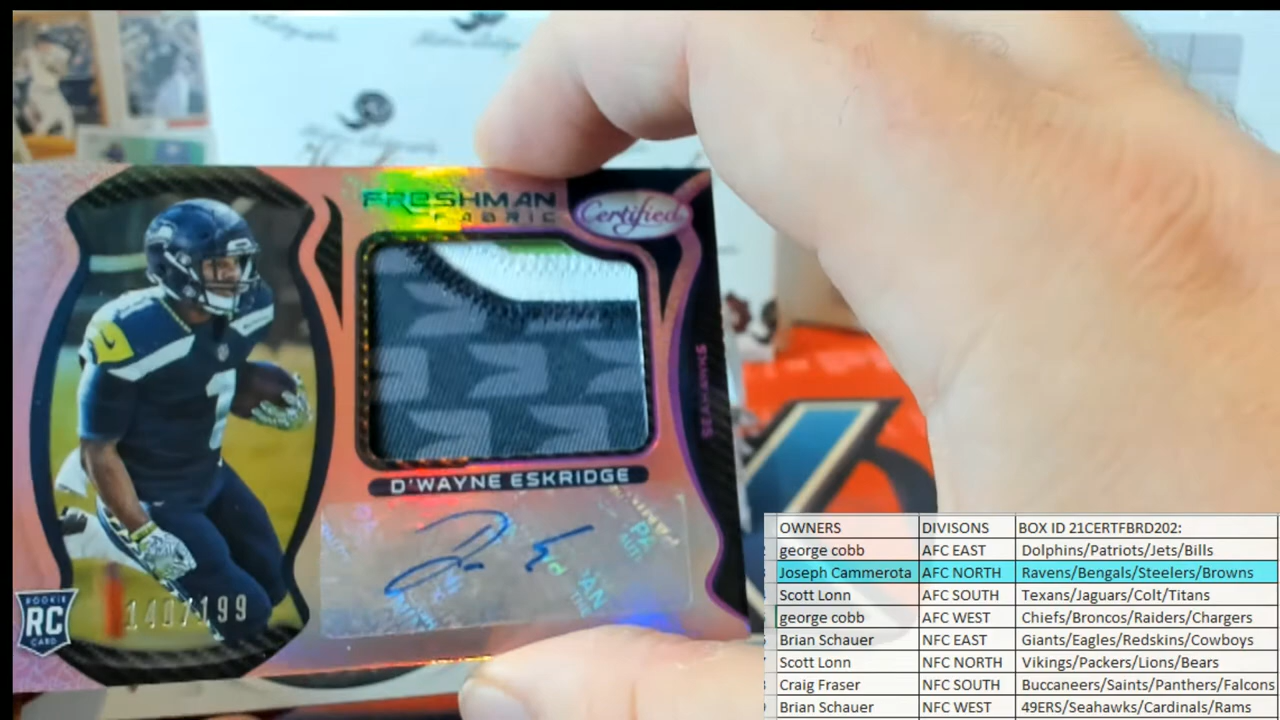 FRESHMAN
FABRIC
Certified
SEAHAWKS
1
D'WAYNE ESKRIDGE
ROOKIE
RC
CARD
140/199
OWNERS DIVISONS BOX ID 21CERTFBRD202:
george cobb AFC EAST Dolphins/Patriots/Jets/Bills
Joseph Cammerota AFC NORTH Ravens/Bengals/Steelers/Browns
Scott Lonn AFC SOUTH Texans/Jaguars/Colt/Titans
george cobb AFC WEST Chiefs/Broncos/Raiders/Chargers
Brian Schauer NFC EAST Giants/Eagles/Redskins/Cowboys
Scott Lonn NFC NORTH Vikings/Packers/Lions/Bears
Craig Fraser NFC SOUTH Buccaneers/Saints/Panthers/Falcons
Brian Schauer NFC WEST 49ERS/Seahawks/Cardinals/Rams